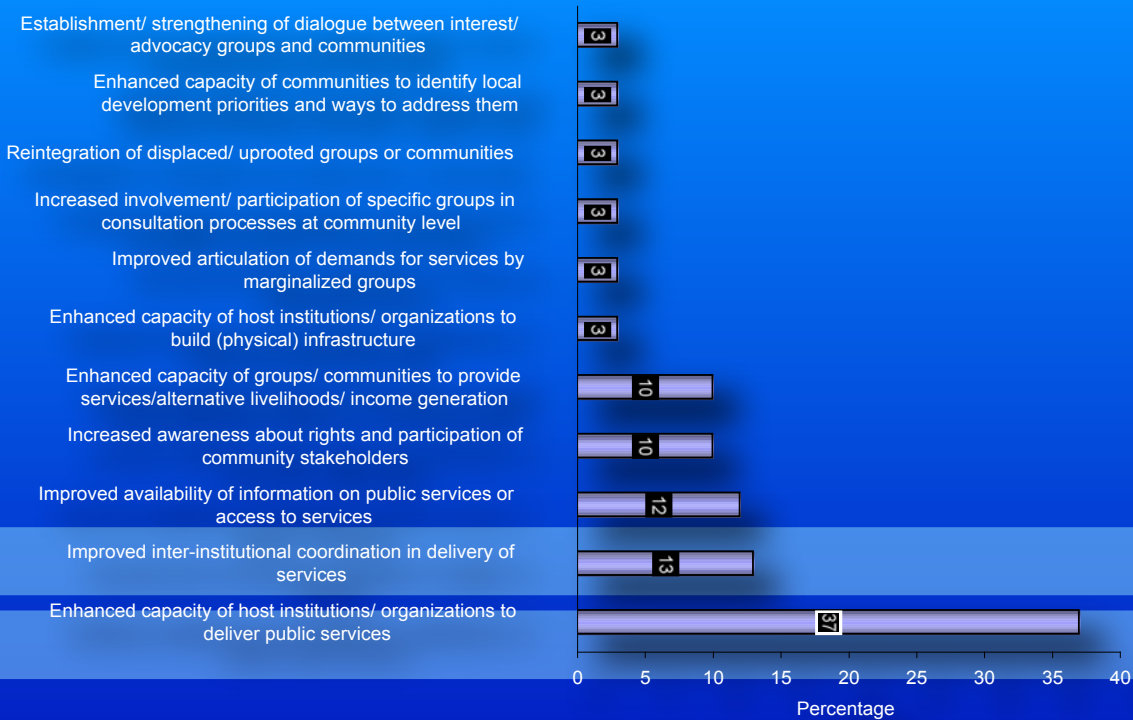 Establishment/ strengthening of dialogue between interest/
advocacy groups and communities
3
Enhanced capacity of communities to identify local
development priorities and ways to address them
3
Reintegration of displaced/ uprooted groups or communities
3
Increased involvement/ participation of specific groups in
consultation processes at community level
3
Improved articulation of demands for services by
marginalized groups
3
Enhanced capacity of host institutions/ organizations to
build (physical) infrastructure
3
Enhanced capacity of groups/ communities to provide
services/alternative livelihoods/ income generation
10
Increased awareness about rights and participation of
community stakeholders
10
Improved availability of information on public services or
access to services
12
Improved inter-institutional coordination in delivery of
services
13
Enhanced capacity of host institutions/ organizations to
deliver public services
37
0 5 10 15 20 25 30 35 40
Percentage